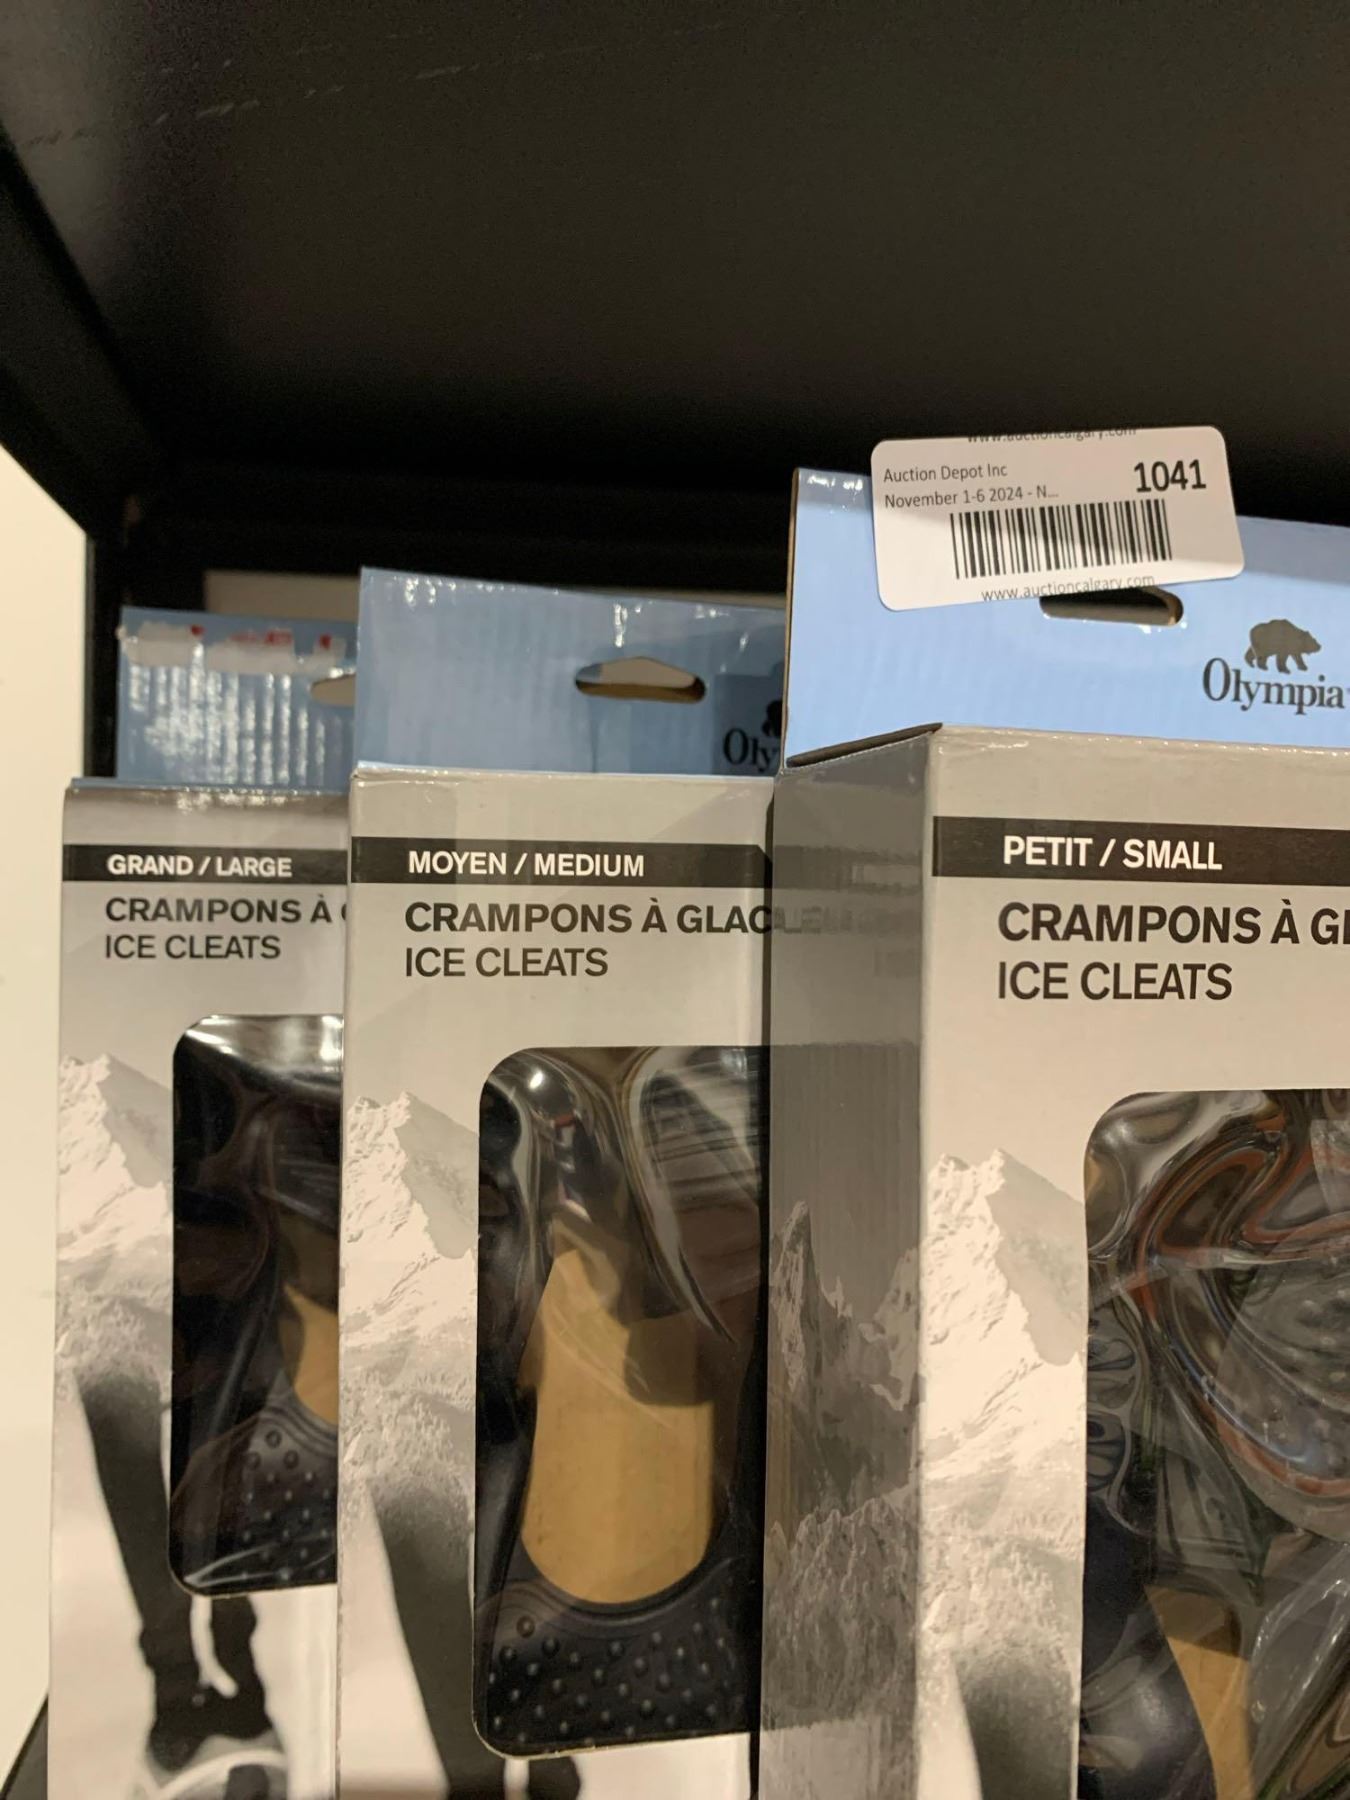 www.auctioncalgary.com
Auction Depot Inc
1041
November 1-6 2024 - N...
www.auctioncalgary.com
Olympia
PETIT / SMALL
CRAMPONS À GL
ICE CLEATS
Oly
MOYEN / MEDIUM
CRAMPONS À GLAC
ICE CLEATS
GRAND / LARGE
CRAMPONS À
ICE CLEATS